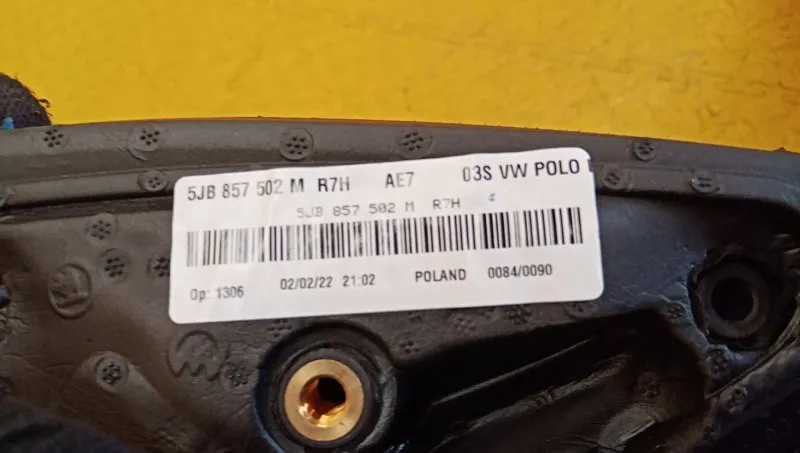 5JB 857 502 M R7H AE7 03S VW POLO
5JB 857 502 M R7H
Op: 1306 02/02/22 21:02 POLAND 0084/0090